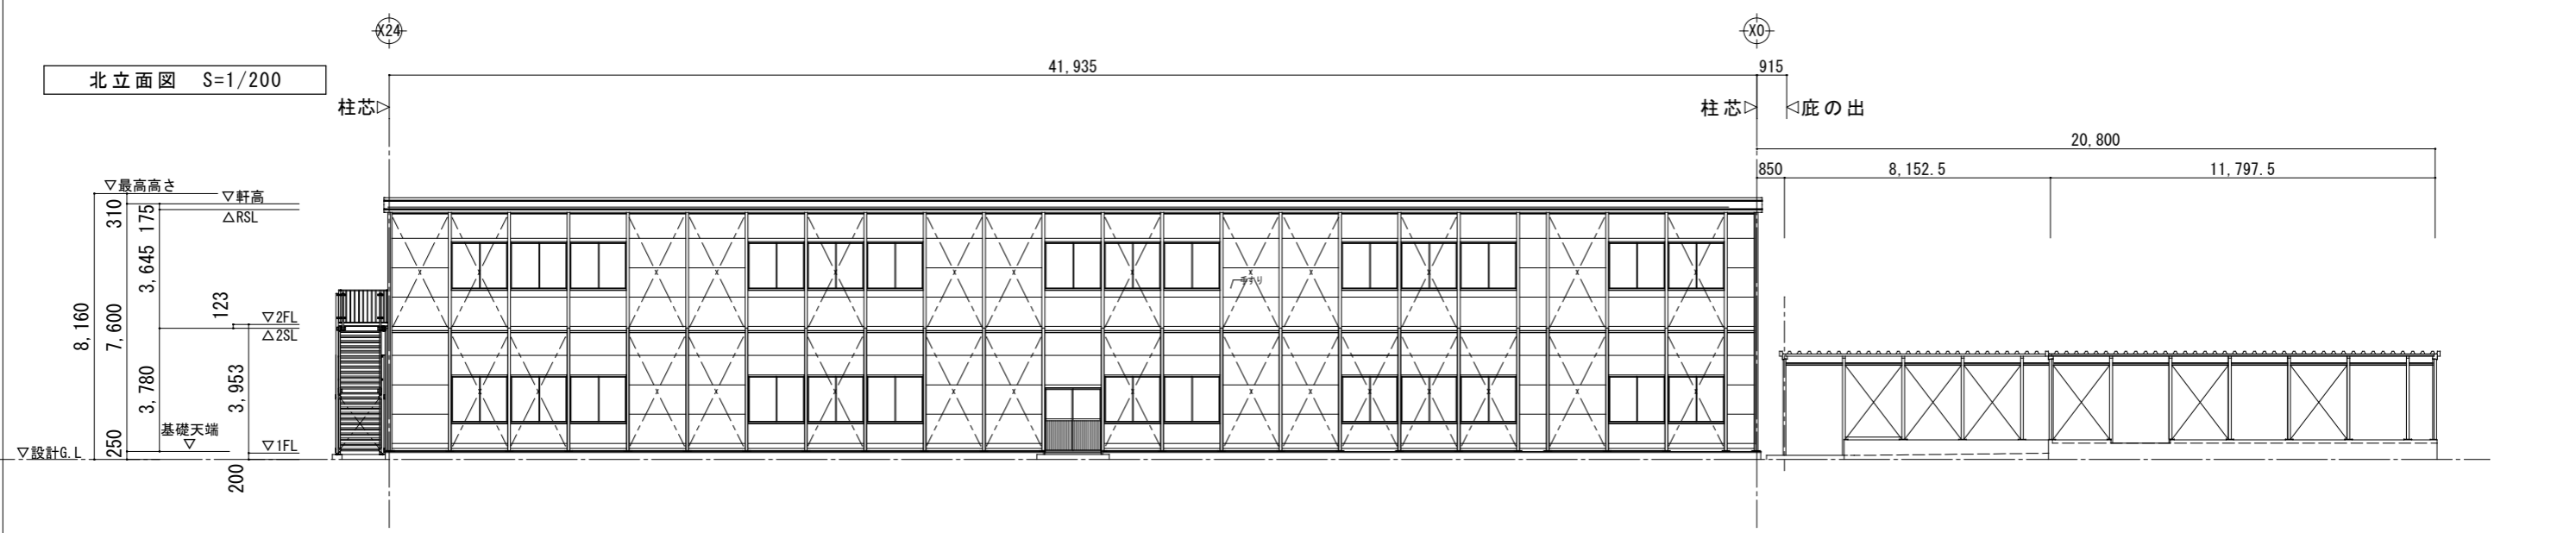 X24
X0
北立面図 S=1/200
41,935
915
柱芯▷
柱芯▷
◁庇の出
20,800
850
8,152.5
11,797.5
▽最高高さ
▽軒高
△RSL
310
175
3,645
123
8,160
7,600
▽2FL
△2SL
手すり
3,780
3,953
基礎天端
▽
250
▽1FL
▽設計G.L
200